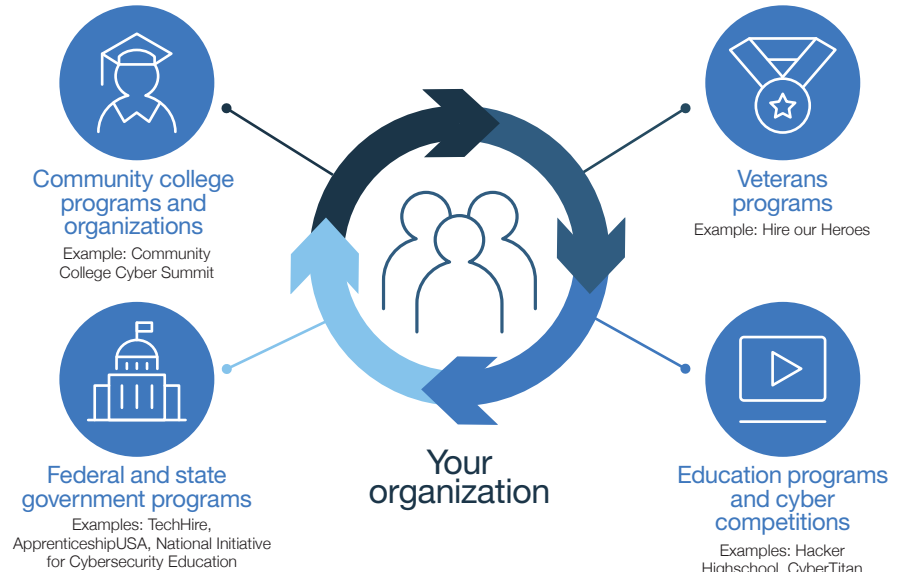 Community college
programs and
organizations
Example: Community
College Cyber Summit
Veterans
programs
Example: Hire our Heroes
Federal and state
government programs
Examples: TechHire,
ApprenticeshipUSA, National Initiative
for Cybersecurity Education
Your
organization
Education programs
and cyber
competitions
Examples: Hacker
Highschool, CyberTitan